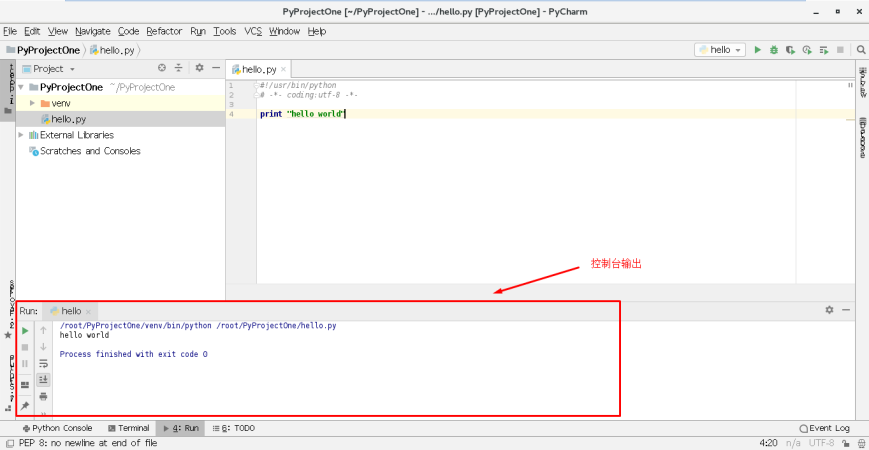 PyProjectOne [~/PyProjectOne] - .../hello.py [PyProjectOne] - PyCharm
File Edit View Navigate Code Refactor Run Tools VCS Window Help
PyProjectOne hello.py
hello
Project
hello.py
PyProjectOne ~/PyProjectOne
venv
hello.py
External Libraries
Scratches and Consoles
1 #!/usr/bin/python
2 # -*- coding:utf-8 -*-
3
4 print "hello world"
控制台输出
Run: hello
/root/PyProjectOne/venv/bin/python /root/PyProjectOne/hello.py
hello world
Process finished with exit code 0
Python Console Terminal 4: Run 6: TODO Event Log
PEP 8: no newline at end of file 4:20 n/a UTF-8